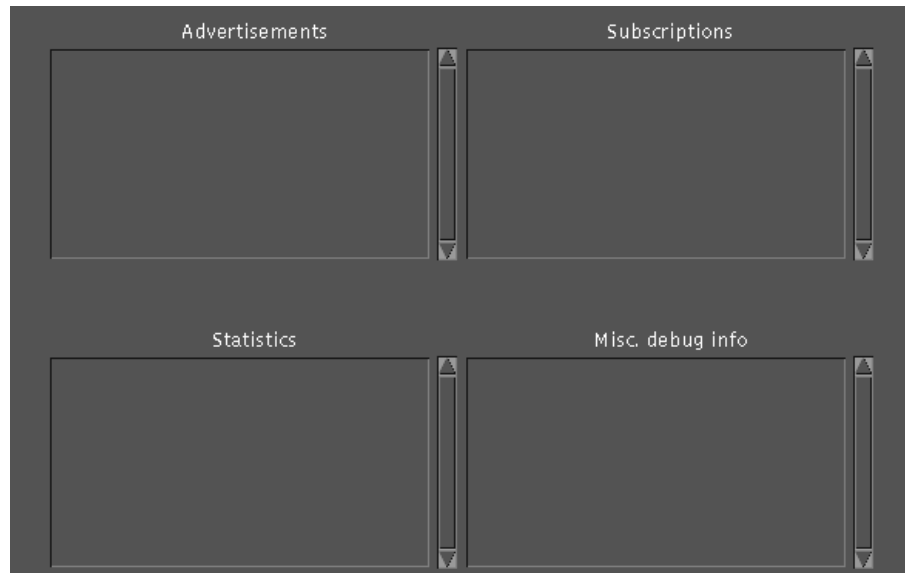 Advertisements
Subscriptions
Statistics
Misc. debug info